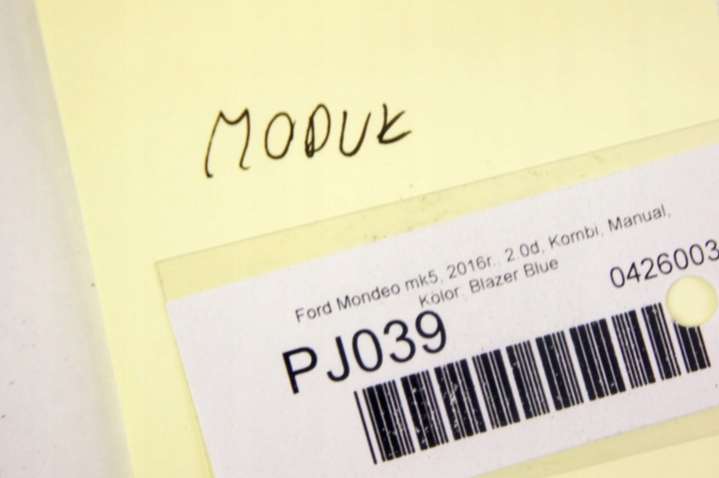 MODUŁ
Ford Mondeo mk5, 2016r., 2.0d, Kombi, Manual,
Kolor: Blazer Blue
0426003
PJ039